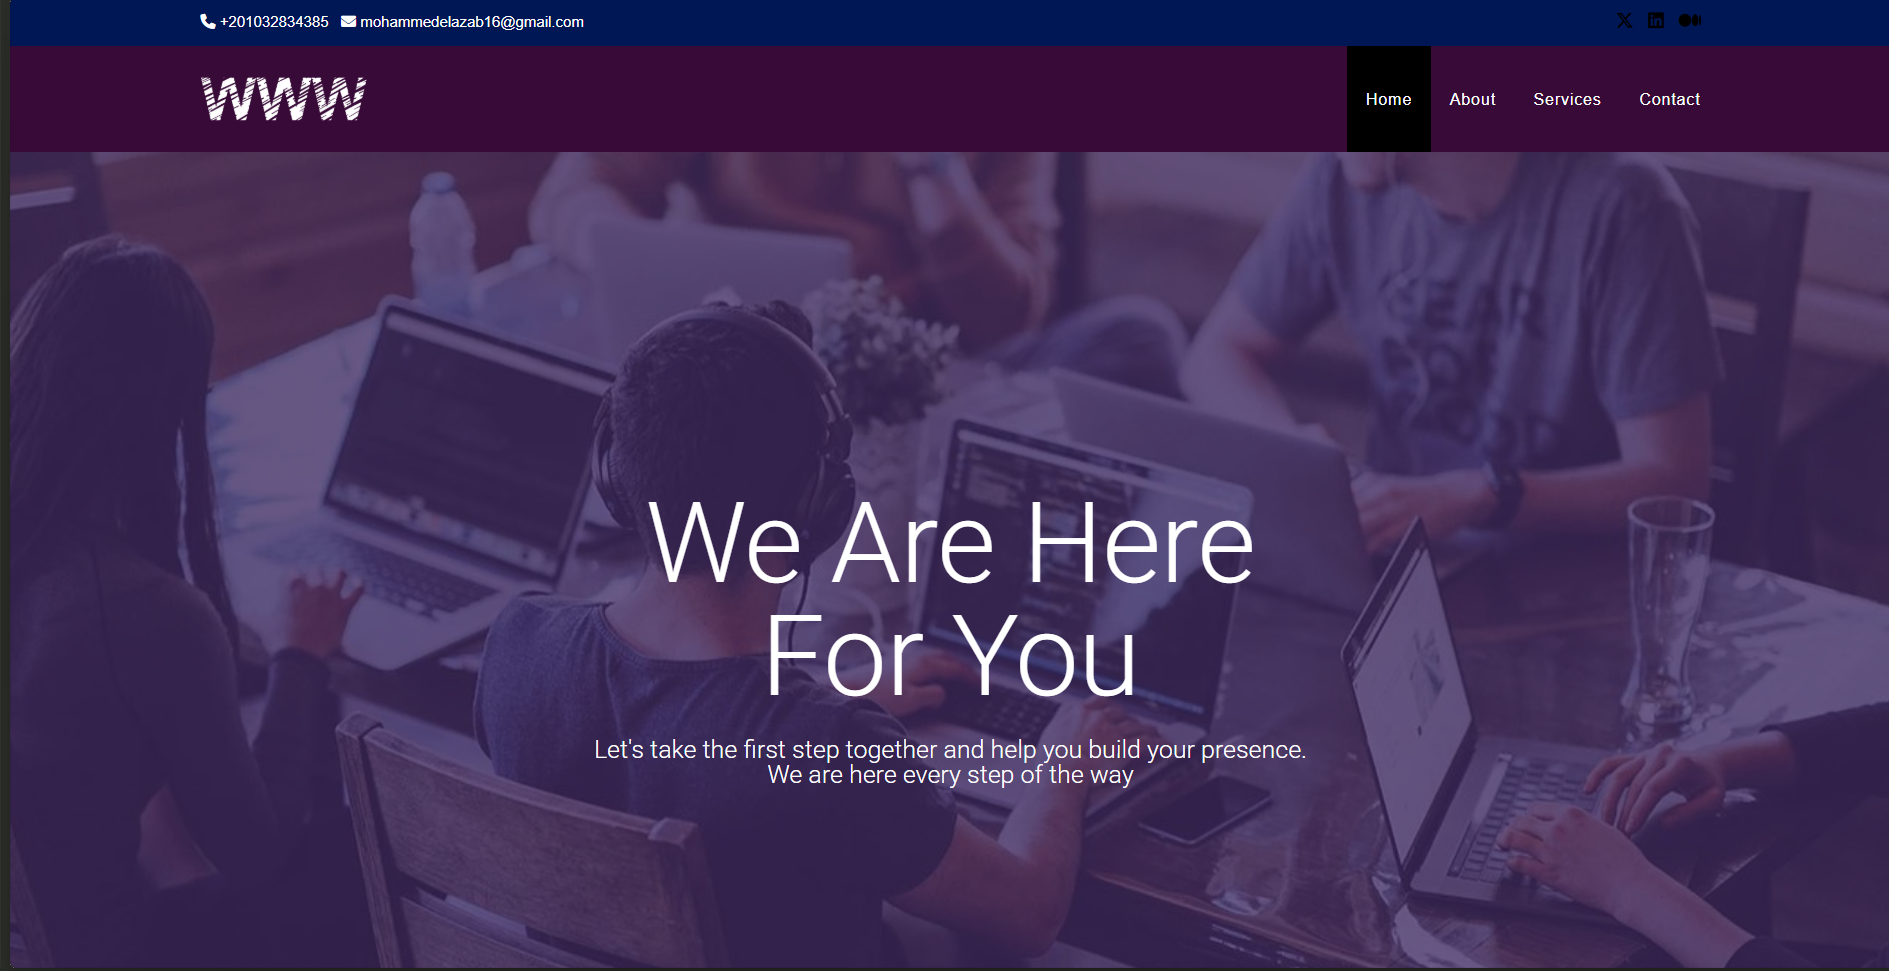 +201032834385 mohammedelazab16@gmail.com
WWW
Home About Services Contact
We Are Here
For You
Let's take the first step together and help you build your presence.
We are here every step of the way